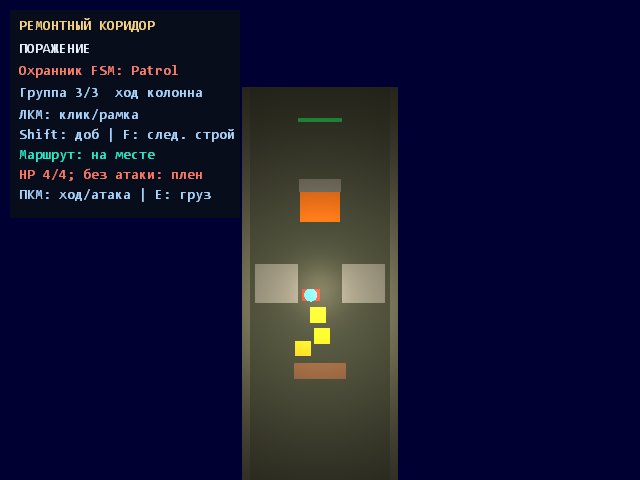 РЕМОНТНЫЙ КОРИДОР
ПОРАЖЕНИЕ
Охранник FSM: Patrol
Группа 3/3 ход колонна
ЛКМ: клик/рамка
Shift: доб | F: след. строй
Маршрут: на месте
HP 4/4; без атаки: плен
ПКМ: ход/атака | E: груз